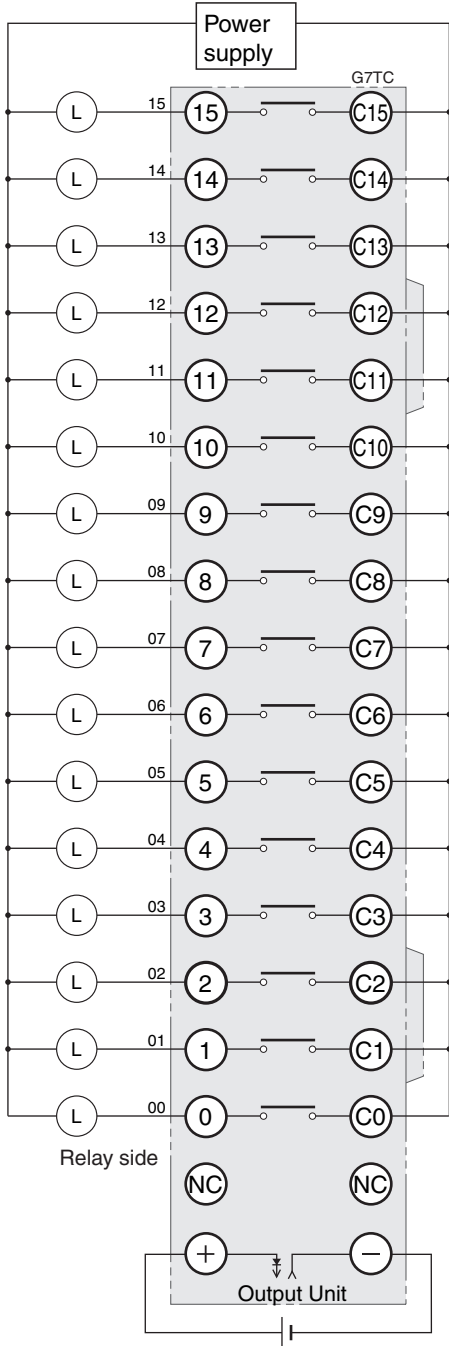 Power
supply
G7TC
L 15 15 C15
L 14 14 C14
L 13 13 C13
L 12 12 C12
L 11 11 C11
L 10 10 C10
L 09 9 C9
L 08 8 C8
L 07 7 C7
L 06 6 C6
L 05 5 C5
L 04 4 C4
L 03 3 C3
L 02 2 C2
L 01 1 C1
L 00 0 C0
Relay side
NC NC
+ −
Output Unit